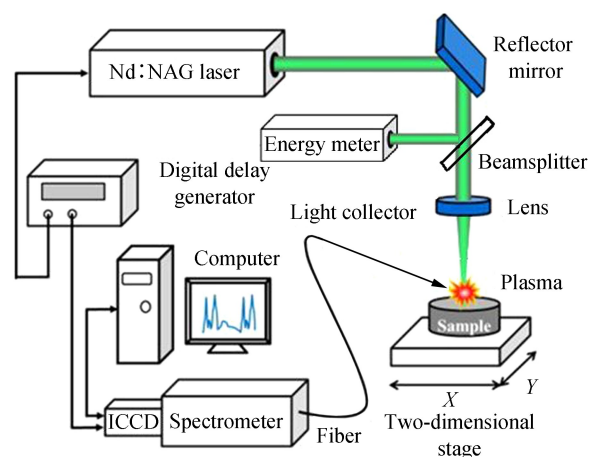 Nd:NAG laser
Reflector
mirror
Energy meter
Beamsplitter
Digital delay
generator
Light collector
Lens
Computer
Plasma
Sample
ICCD
Spectrometer
Fiber
X
Y
Two-dimensional
stage